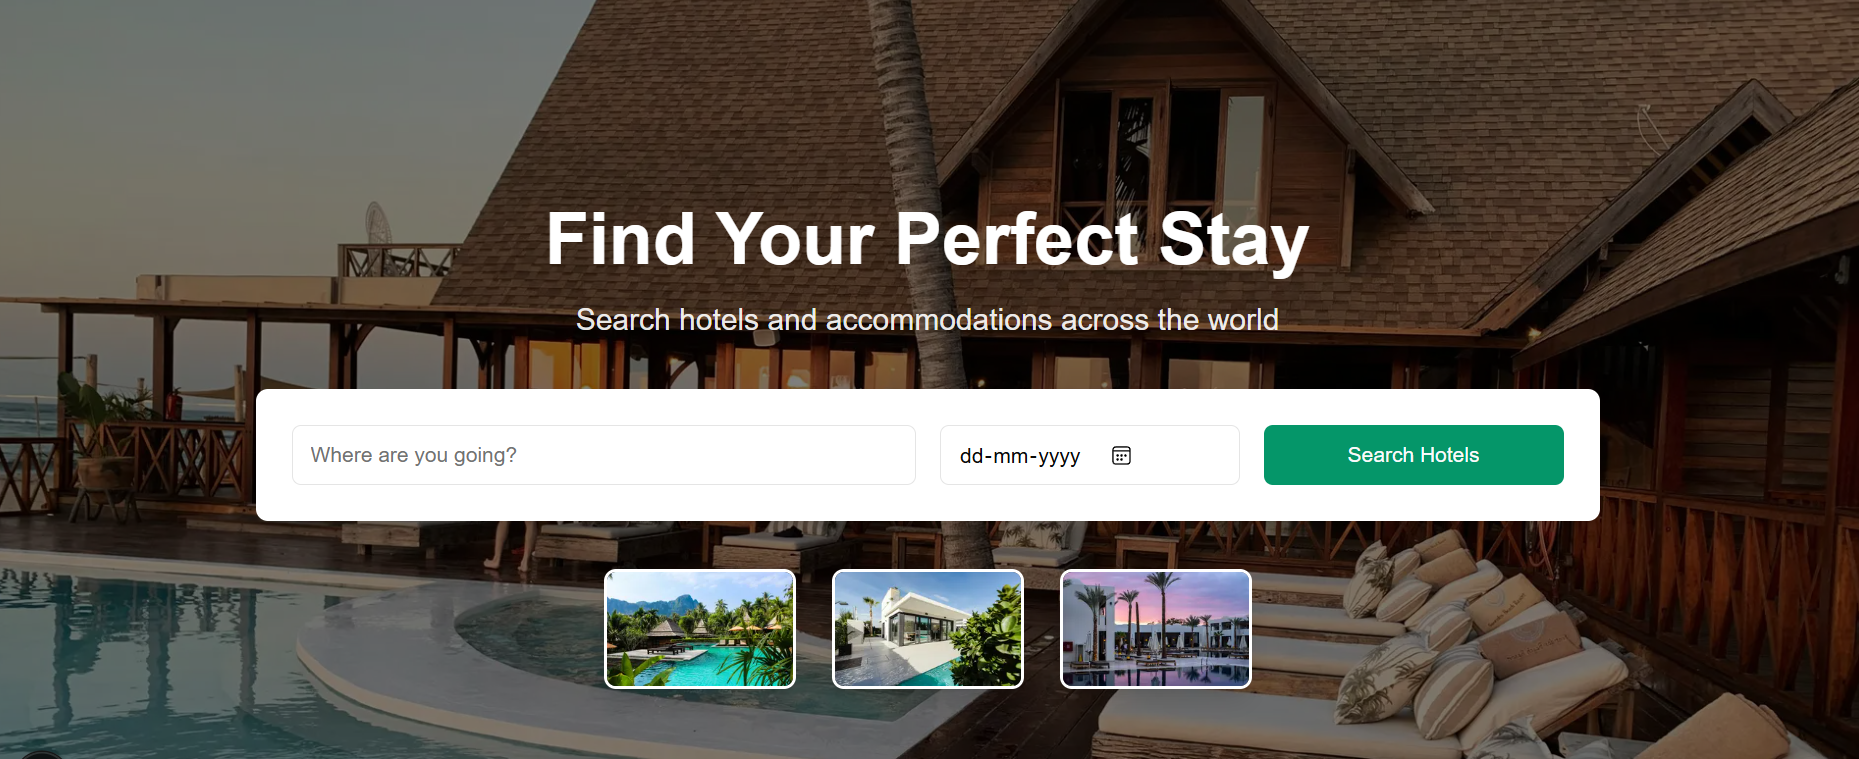 Find Your Perfect Stay
Search hotels and accommodations across the world
Where are you going?
dd-mm-yyyy
Search Hotels